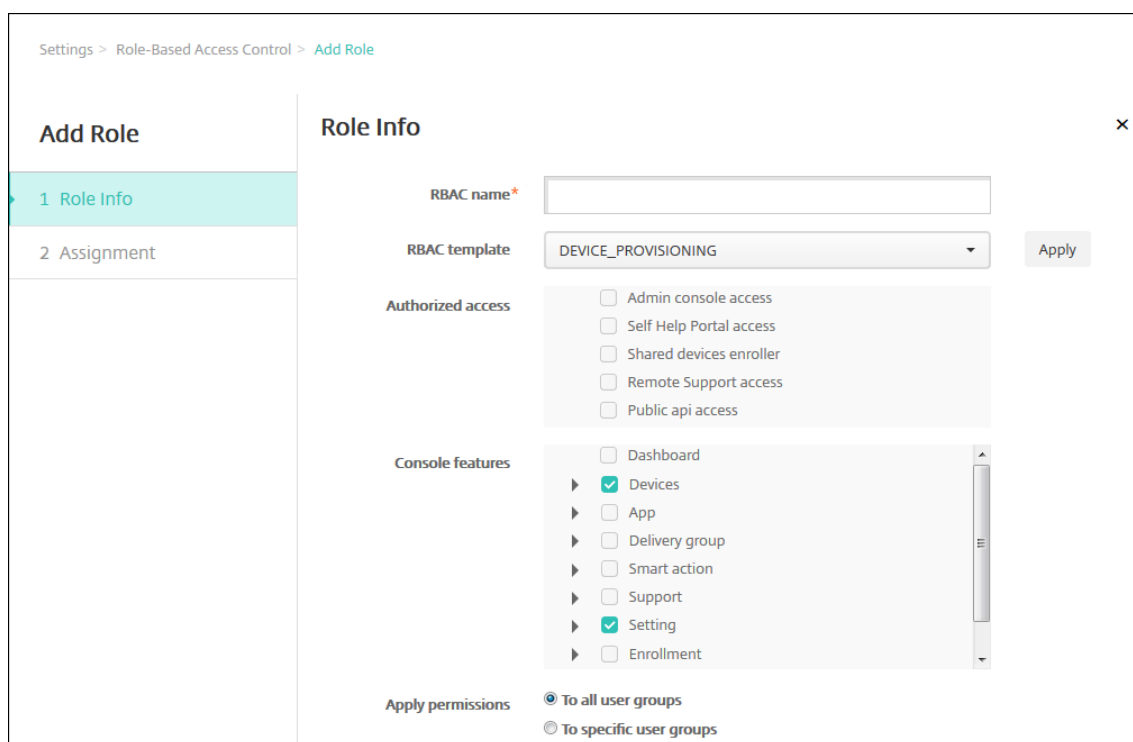 Settings > Role-Based Access Control > Add Role
Add Role
1 Role Info
2 Assignment
Role Info
×
RBAC name*
RBAC template
DEVICE_PROVISIONING
Apply
Authorized access
Admin console access
Self Help Portal access
Shared devices enroller
Remote Support access
Public api access
Console features
Dashboard
Devices
App
Delivery group
Smart action
Support
Setting
Enrollment
Apply permissions
To all user groups
To specific user groups